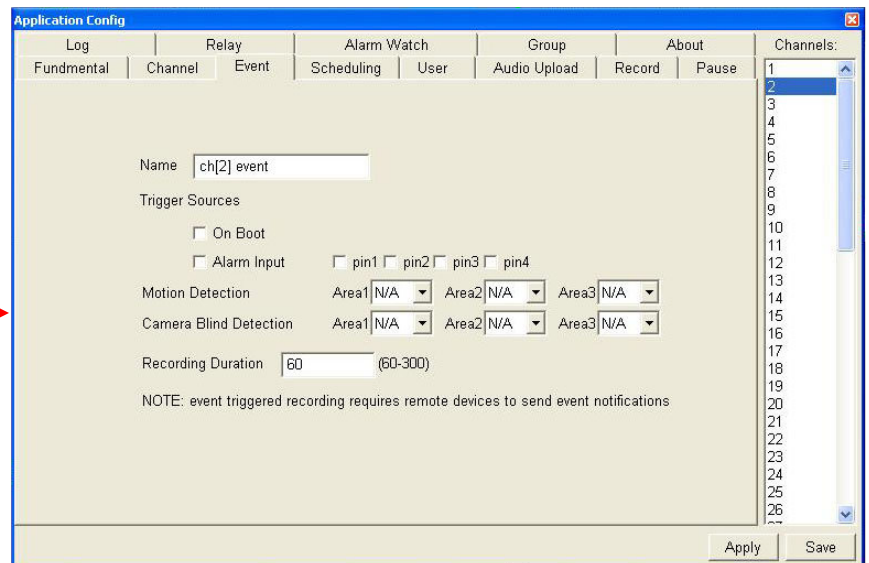 Application Config
Log Relay Alarm Watch Group About Channels:
Fundmental Channel Event Scheduling User Audio Upload Record Pause
1
2
3
4
5
6
7
8
9
10
11
12
13
14
15
16
17
18
19
20
21
22
23
24
25
26
Name ch[2] event
Trigger Sources
On Boot
Alarm Input pin1 pin2 pin3 pin4
Motion Detection Area1 N/A Area2 N/A Area3 N/A
Camera Blind Detection Area1 N/A Area2 N/A Area3 N/A
Recording Duration 60 (60-300)
NOTE: event triggered recording requires remote devices to send event notifications
Apply Save